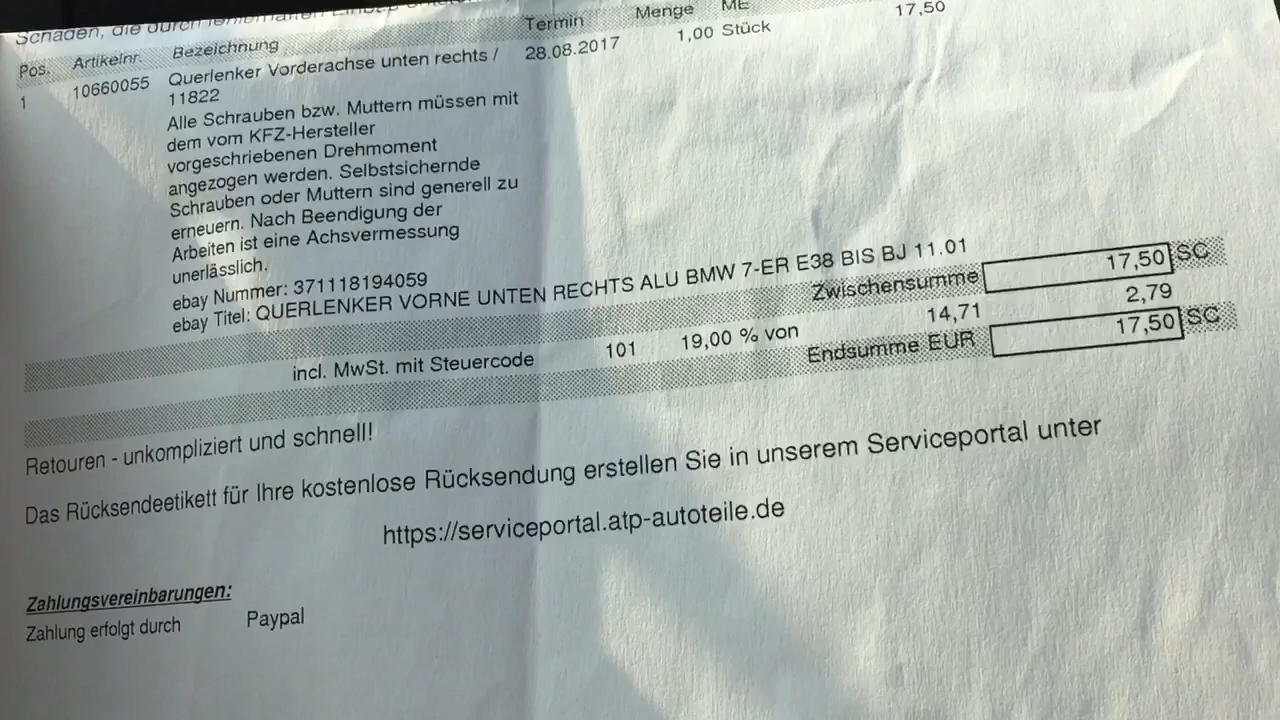 Schäden, die durch fehlerhaften
Pos. Artikelnr. Bezeichnung Termin Menge ME
1 10660055 Querlenker Vorderachse unten rechts / 28.08.2017 1,00 Stück 17,50
11822
Alle Schrauben bzw. Muttern müssen mit
dem vom KFZ-Hersteller
vorgeschriebenen Drehmoment
angezogen werden. Selbstsichernde
Schrauben oder Muttern sind generell zu
erneuern. Nach Beendigung der
Arbeiten ist eine Achsvermessung
unerlässlich.
ebay Nummer: 371118194059
ebay Titel: QUERLENKER VORNE UNTEN RECHTS ALU BMW 7-ER E38 BIS BJ 11.01
Zwischensumme 17,50 SC
incl. MwSt. mit Steuercode 101 19,00 % von 14,71 2,79
Endsumme EUR 17,50 SC
Retouren - unkompliziert und schnell!
Das Rücksendeetikett für Ihre kostenlose Rücksendung erstellen Sie in unserem Serviceportal unter
https://serviceportal.atp-autoteile.de
Zahlungsvereinbarungen:
Zahlung erfolgt durch Paypal